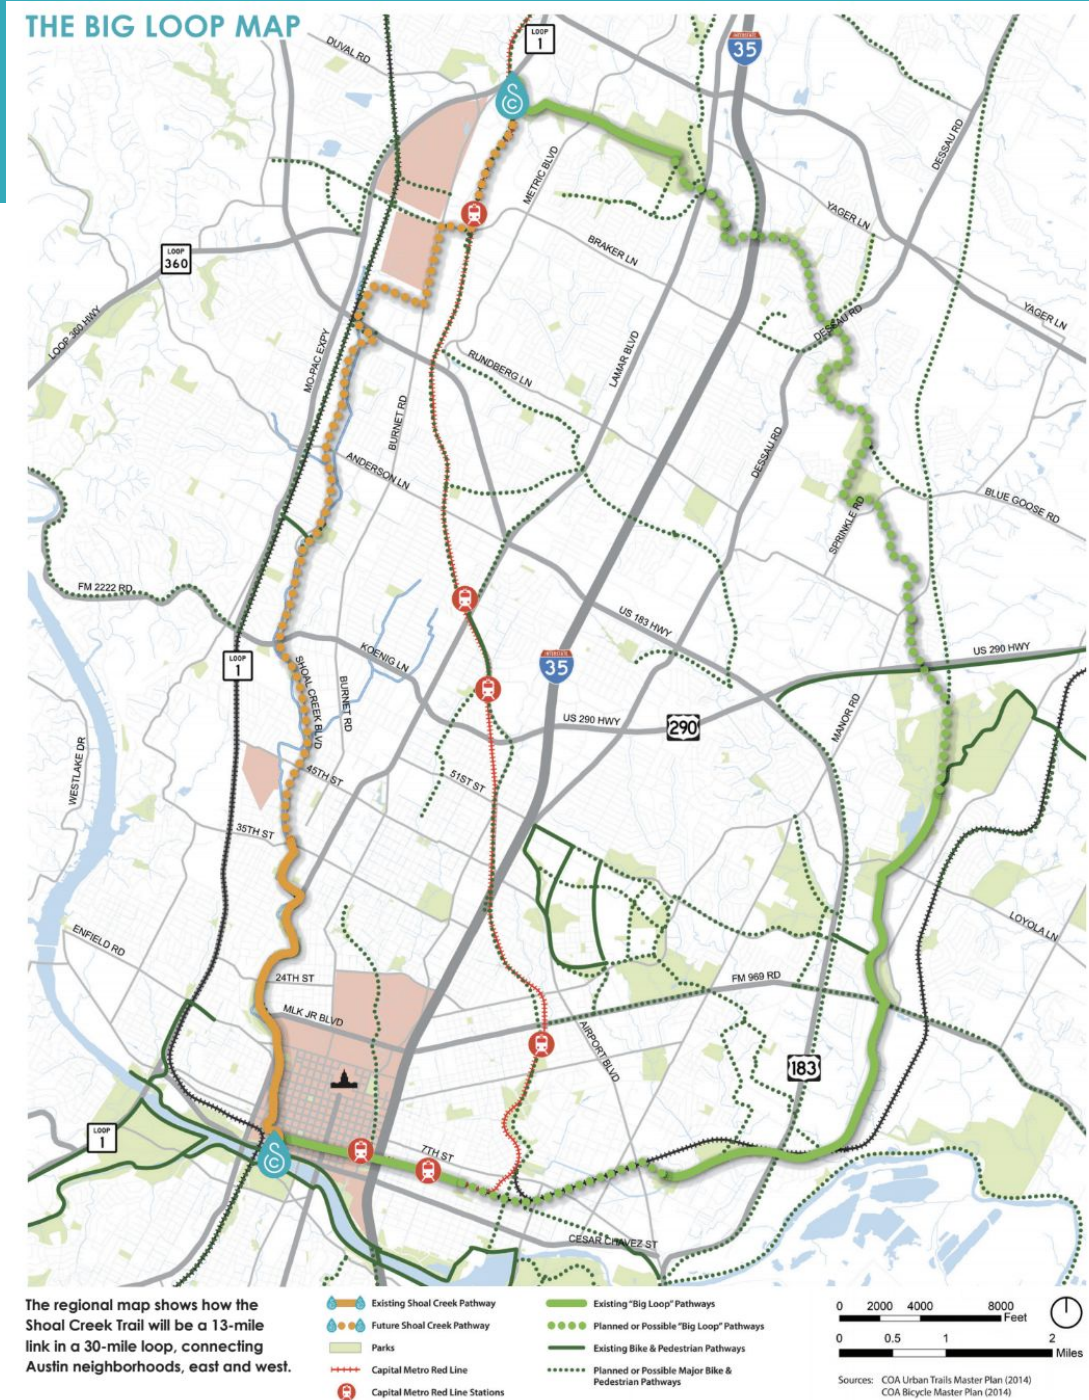 THE BIG LOOP MAP
DUVAL RD
LOOP
1
INTERSTATE
35
DESSAU RD
METRIC BLVD
YAGER LN
BRAKER LN
LOOP
360
LOOP 360 HWY
YAGER LN
DESSAU RD
MO-PAC EXPY
LAMAR BLVD
RUNDBERG LN
BURNET RD
DESSAU RD
ANDERSON LN
BLUE GOOSE RD
SPRINKLE RD
FM 2222 RD
US 183 HWY
KOENIG LN
US 290 HWY
LOOP
1
INTERSTATE
35
SHOAL CREEK BLVD
BURNET RD
MANOR RD
US 290 HWY
290
WESTLAKE DR
45TH ST
51ST ST
35TH ST
LOYOLA LN
ENFIELD RD
24TH ST
FM 969 RD
MLK JR BLVD
AIRPORT BLVD
183
LOOP
1
7TH ST
CESAR CHAVEZ ST
The regional map shows how the
Shoal Creek Trail will be a 13-mile
link in a 30-mile loop, connecting
Austin neighborhoods, east and west.
Existing Shoal Creek Pathway
Future Shoal Creek Pathway
Parks
Capital Metro Red Line
Capital Metro Red Line Stations
Existing "Big Loop" Pathways
Planned or Possible "Big Loop" Pathways
Existing Bike & Pedestrian Pathways
Planned or Possible Major Bike &
Pedestrian Pathways
0 2000 4000 8000
Feet
0 0.5 1 2
Miles
Sources: COA Urban Trails Master Plan (2014)
COA Bicycle Master Plan (2014)